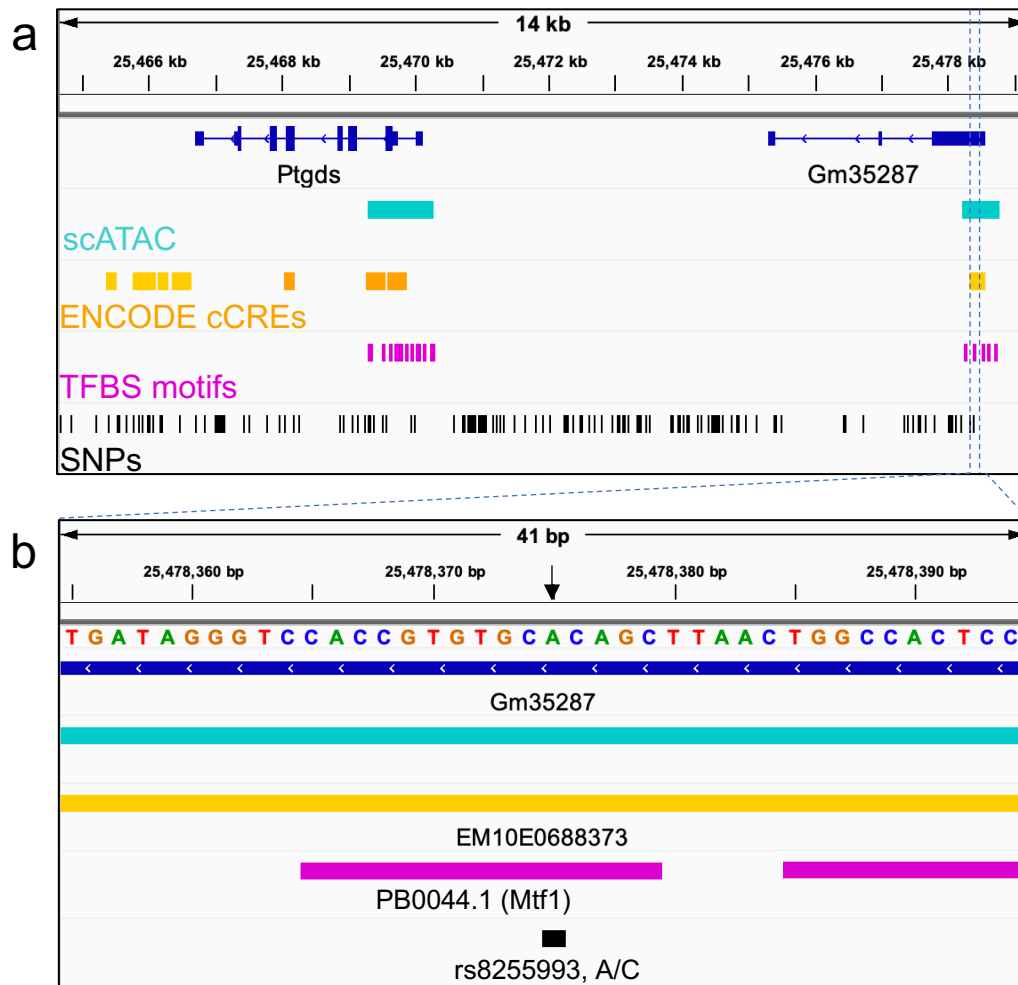 a
14 kb
25,466 kb 25,468 kb 25,470 kb 25,472 kb 25,474 kb 25,476 kb 25,478 kb
Ptgds Gm35287
scATAC
ENCODE cCREs
TFBS motifs
SNPs
b
41 bp
25,478,360 bp 25,478,370 bp 25,478,380 bp 25,478,390 bp
T G A T A G G G T C C A C C G T G T G C A C A G C T T A A C T G G C C A C T C C
Gm35287
EM10E0688373
PB0044.1 (Mtf1)
rs8255993, A/C